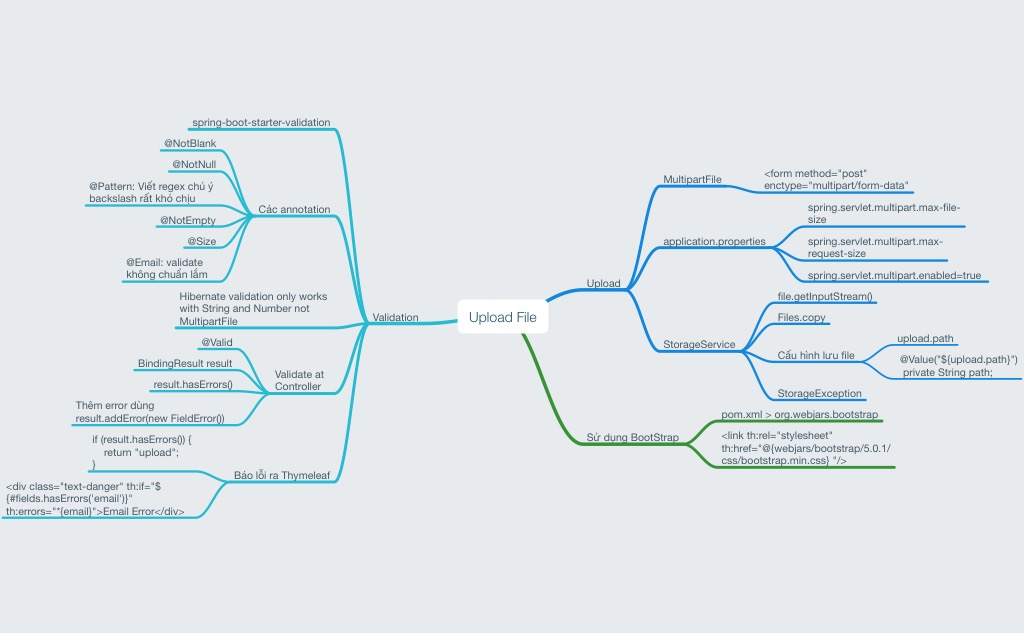 Upload File
Upload
MultipartFile
<form method="post"
enctype="multipart/form-data"
application.properties
spring.servlet.multipart.max-file-
size
spring.servlet.multipart.max-
request-size
spring.servlet.multipart.enabled=true
StorageService
file.getInputStream()
Files.copy
Cấu hình lưu file
upload.path
@Value("${upload.path}")
private String path;
StorageException
Sử dụng BootStrap
pom.xml > org.webjars.bootstrap
<link th:rel="stylesheet"
th:href="@{webjars/bootstrap/5.0.1/
css/bootstrap.min.css} "/>
Validation
spring-boot-starter-validation
Các annotation
@NotBlank
@NotNull
@Pattern: Viết regex chú ý
backslash rất khó chịu
@NotEmpty
@Size
@Email: validate
không chuẩn lắm
Hibernate validation only works
with String and Number not
MultipartFile
Validate at
Controller
@Valid
BindingResult result
result.hasErrors()
Thêm error dùng
result.addError(new FieldError())
Báo lỗi ra Thymeleaf
if (result.hasErrors()) {
return "upload";
}
<div class="text-danger" th:if="$
{#fields.hasErrors('email')}"
th:errors="*{email}">Email Error</div>